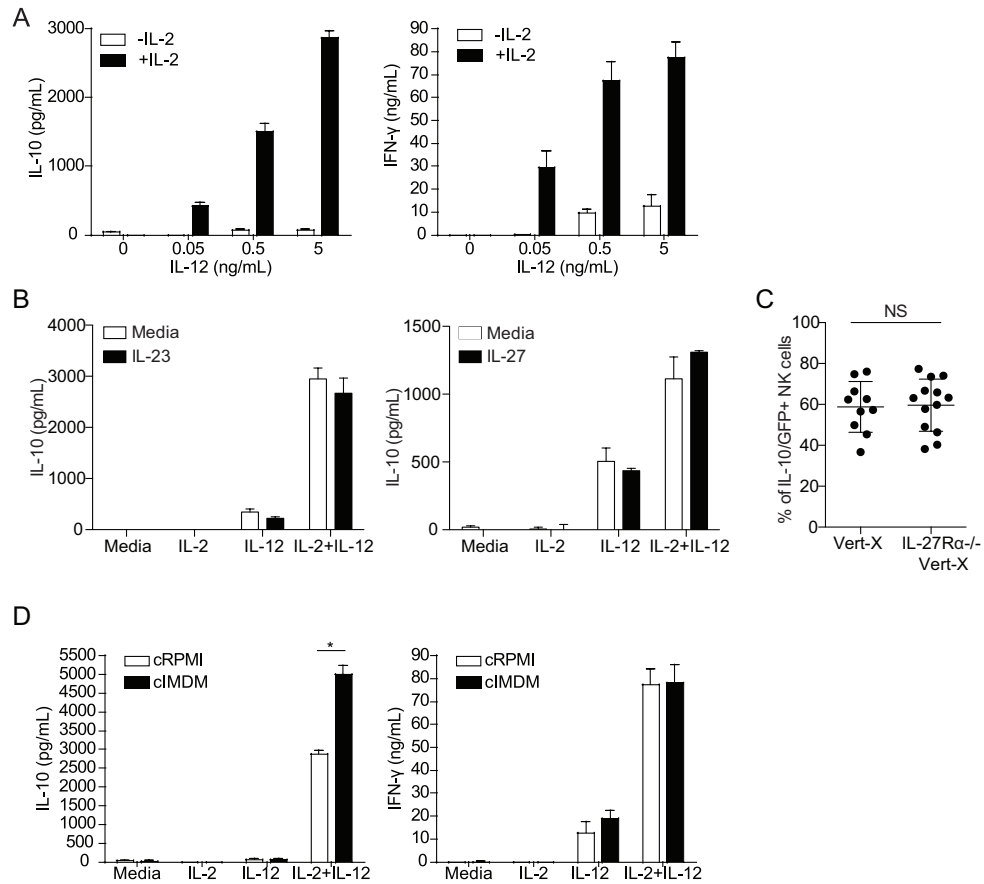 A
IL-10 (pg/mL)
3000
2000
1000
0
-IL-2
+IL-2
0 0.05 0.5 5
IL-12 (ng/mL)
IFN-γ (ng/mL)
90
80
70
60
50
40
30
20
10
0
-IL-2
+IL-2
0 0.05 0.5 5
IL-12 (ng/mL)
B
IL-10 (pg/mL)
4000
3000
2000
1000
0
Media
IL-23
Media IL-2 IL-12 IL-2+IL-12
IL-10 (pg/mL)
1500
1000
500
0
Media
IL-27
Media IL-2 IL-12 IL-2+IL-12
C
% of IL-10/GFP+ NK cells
100
80
60
40
20
0
NS
Vert-X IL-27Rα-/-
Vert-X
D
IL-10 (pg/mL)
5500
5000
4500
4000
3500
3000
2500
2000
1500
1000
500
0
cRPMI
cIMDM
*
Media IL-2 IL-12 IL-2+IL-12
IFN-γ (ng/mL)
90
80
70
60
50
40
30
20
10
0
cRPMI
cIMDM
Media IL-2 IL-12 IL-2+IL-12